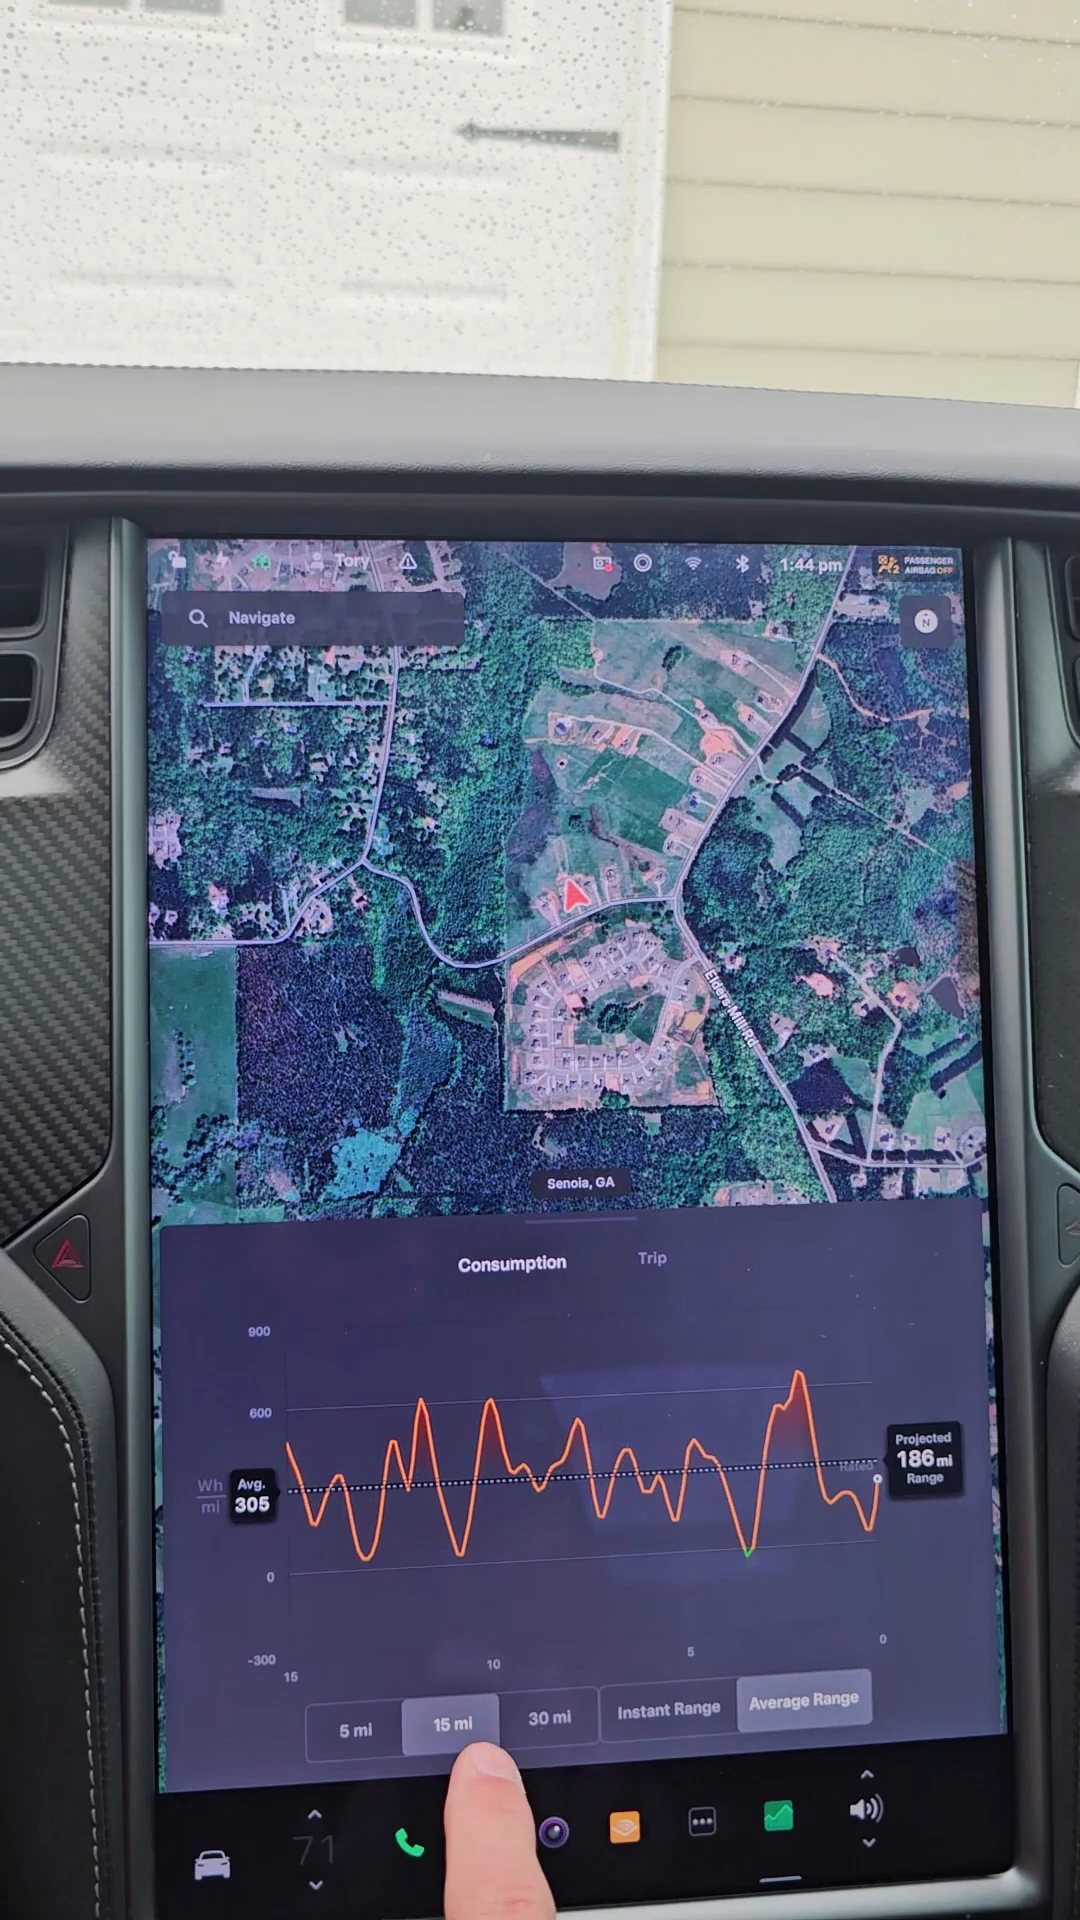 Tory
1:44 pm
PASSENGER
AIRBAG OFF
Navigate
N
Elders Mill Rd
Senoia, GA
Consumption
Trip
900
600
Projected
186 mi
Range
Rated
Wh
mi
Avg.
305
0
-300
15
10
5
0
5 mi
15 mi
30 mi
Instant Range
Average Range
71